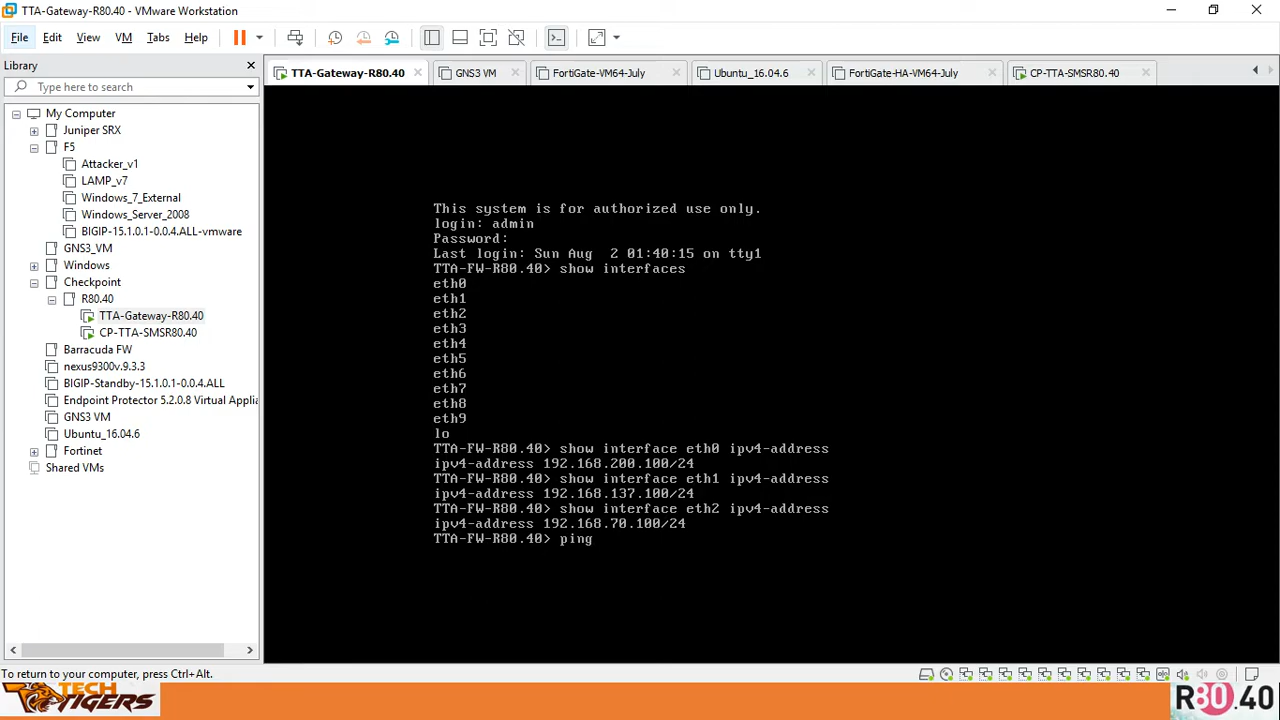 TTA-Gateway-R80.40 - VMware Workstation
File Edit View VM Tabs Help
Library
Type here to search
My Computer
Juniper SRX
F5
Attacker_v1
LAMP_v7
Windows_7_External
Windows_Server_2008
BIGIP-15.1.0.1-0.0.4.ALL-vmware
GNS3_VM
Windows
Checkpoint
R80.40
TTA-Gateway-R80.40
CP-TTA-SMSR80.40
Barracuda FW
nexus9300v.9.3.3
BIGIP-Standby-15.1.0.1-0.0.4.ALL
Endpoint Protector 5.2.0.8 Virtual Applia
GNS3 VM
Ubuntu_16.04.6
Fortinet
Shared VMs
TTA-Gateway-R80.40 GNS3 VM FortiGate-VM64-July Ubuntu_16.04.6 FortiGate-HA-VM64-July CP-TTA-SMSR80.40
This system is for authorized use only.
login: admin
Password:
Last login: Sun Aug  2 01:40:15 on tty1
TTA-FW-R80.40> show interfaces
eth0
eth1
eth2
eth3
eth4
eth5
eth6
eth7
eth8
eth9
lo
TTA-FW-R80.40> show interface eth0 ipv4-address
ipv4-address 192.168.200.100/24
TTA-FW-R80.40> show interface eth1 ipv4-address
ipv4-address 192.168.137.100/24
TTA-FW-R80.40> show interface eth2 ipv4-address
ipv4-address 192.168.70.100/24
TTA-FW-R80.40> ping
To return to your computer, press Ctrl+Alt.
TECH
TIGERS
R80.40